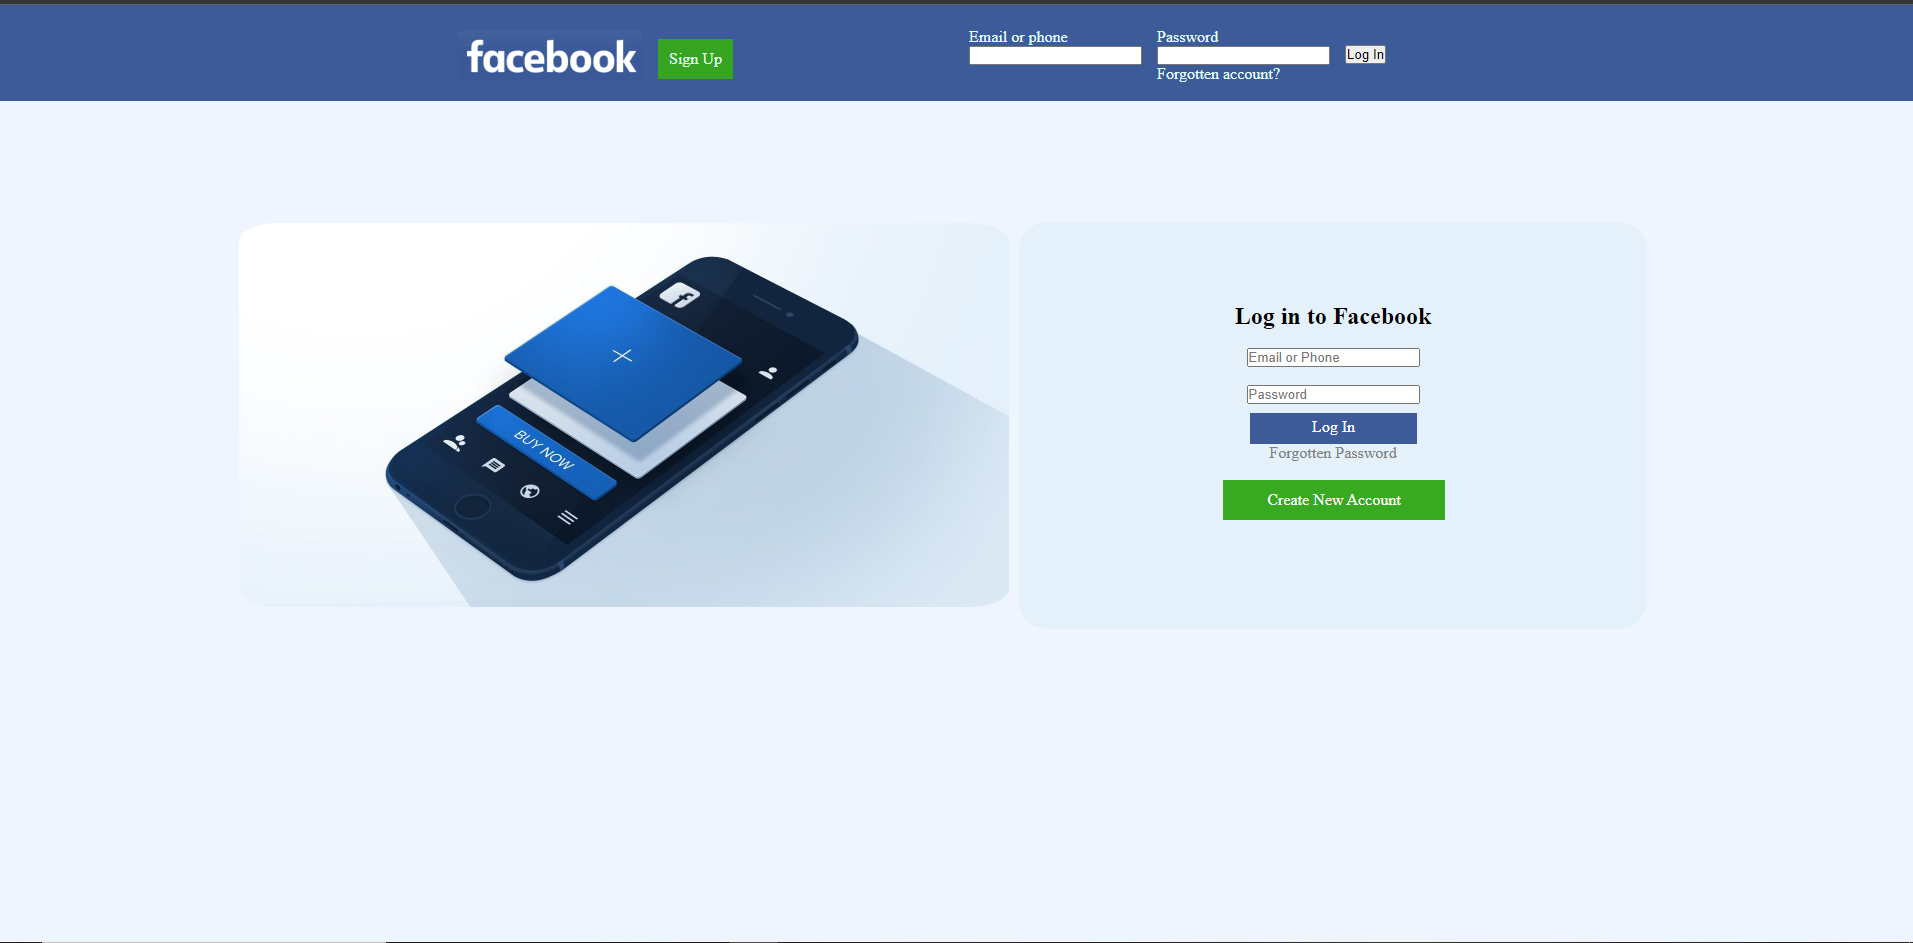 facebook
Sign Up
Email or phone
Password
Log In
Forgotten account?
BUY NOW
Log in to Facebook
Email or Phone
Password
Log In
Forgotten Password
Create New Account